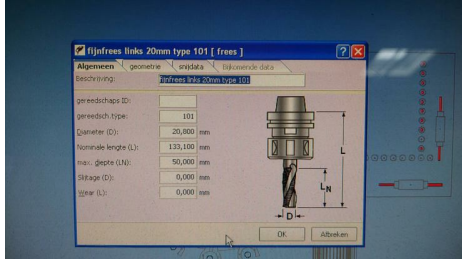 fijnfrees links 20mm type 101 [ frees ]
Algemeen geometrie snijdata Bijkomende data
Beschrijving: fijnfrees links 20mm type 101
gereedschaps ID:
gereedsch.type: 101
Diameter (D): 20,800 mm
Nominale lengte (L): 133,100 mm
max. diepte (LN): 50,000 mm
Slijtage (D): 0,000 mm
Wear (L): 0,000 mm
L
LN
D
OK Afbreken